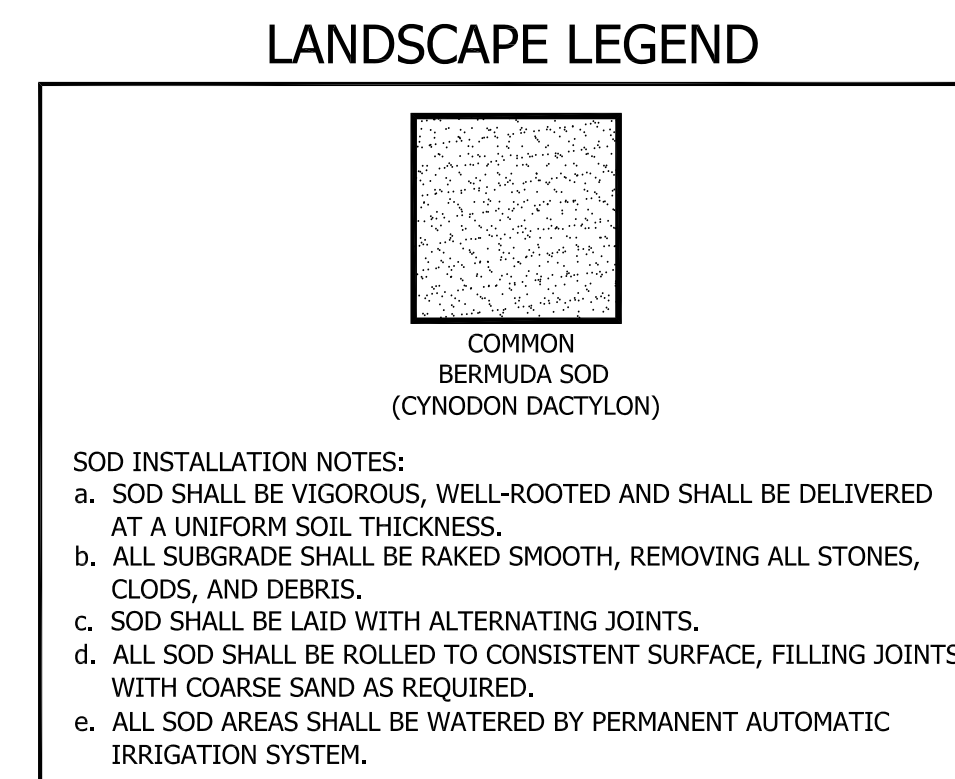 LANDSCAPE LEGEND
COMMON
BERMUDA SOD
(CYNODON DACTYLON)
SOD INSTALLATION NOTES:
a. SOD SHALL BE VIGOROUS, WELL-ROOTED AND SHALL BE DELIVERED
AT A UNIFORM SOIL THICKNESS.
b. ALL SUBGRADE SHALL BE RAKED SMOOTH, REMOVING ALL STONES,
CLODS, AND DEBRIS.
c. SOD SHALL BE LAID WITH ALTERNATING JOINTS.
d. ALL SOD SHALL BE ROLLED TO CONSISTENT SURFACE, FILLING JOINTS
WITH COARSE SAND AS REQUIRED.
e. ALL SOD AREAS SHALL BE WATERED BY PERMANENT AUTOMATIC
IRRIGATION SYSTEM.